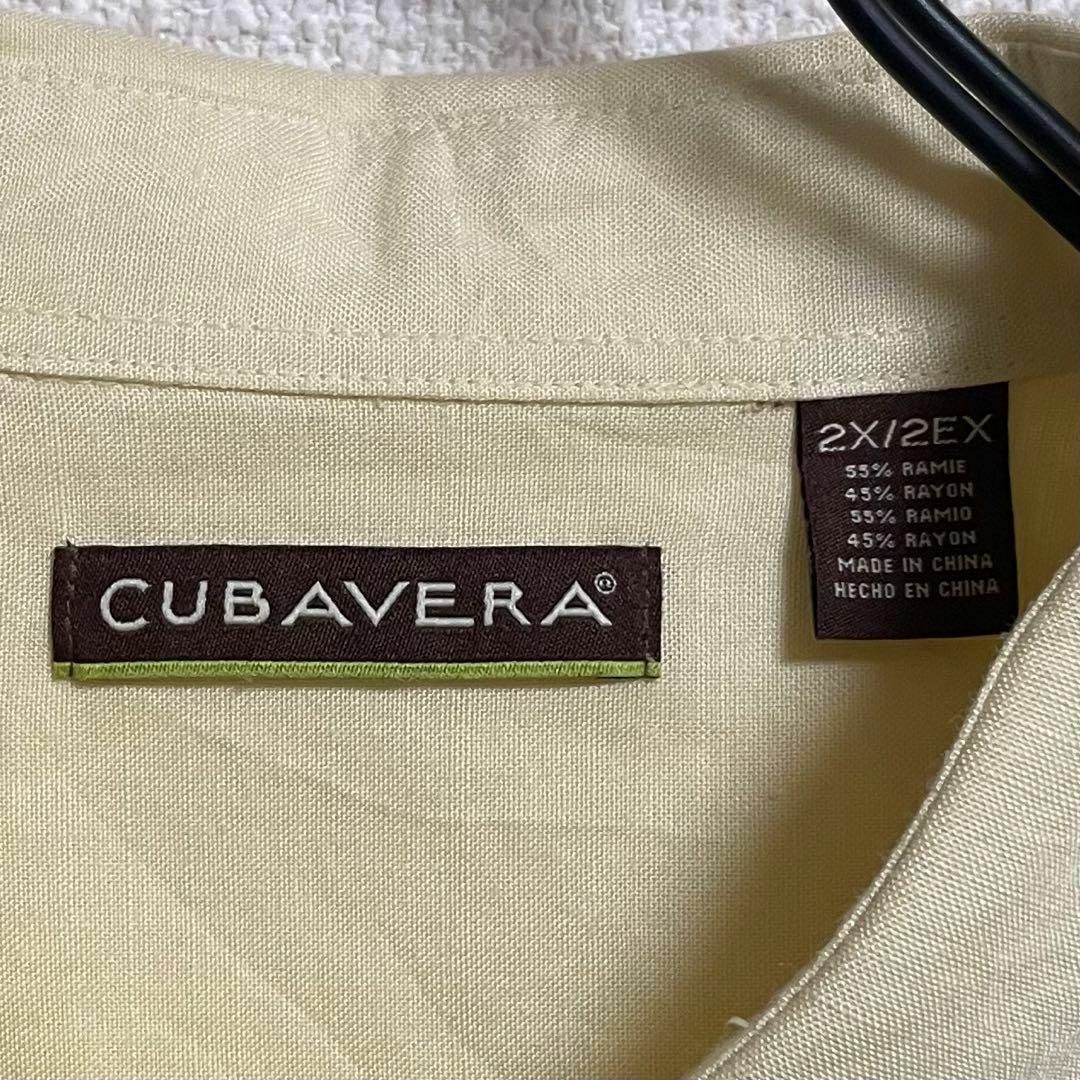 CUBAVERA®
2X/2EX
55% RAMIE
45% RAYON
55% RAMIO
45% RAYON
MADE IN CHINA
HECHO EN CHINA